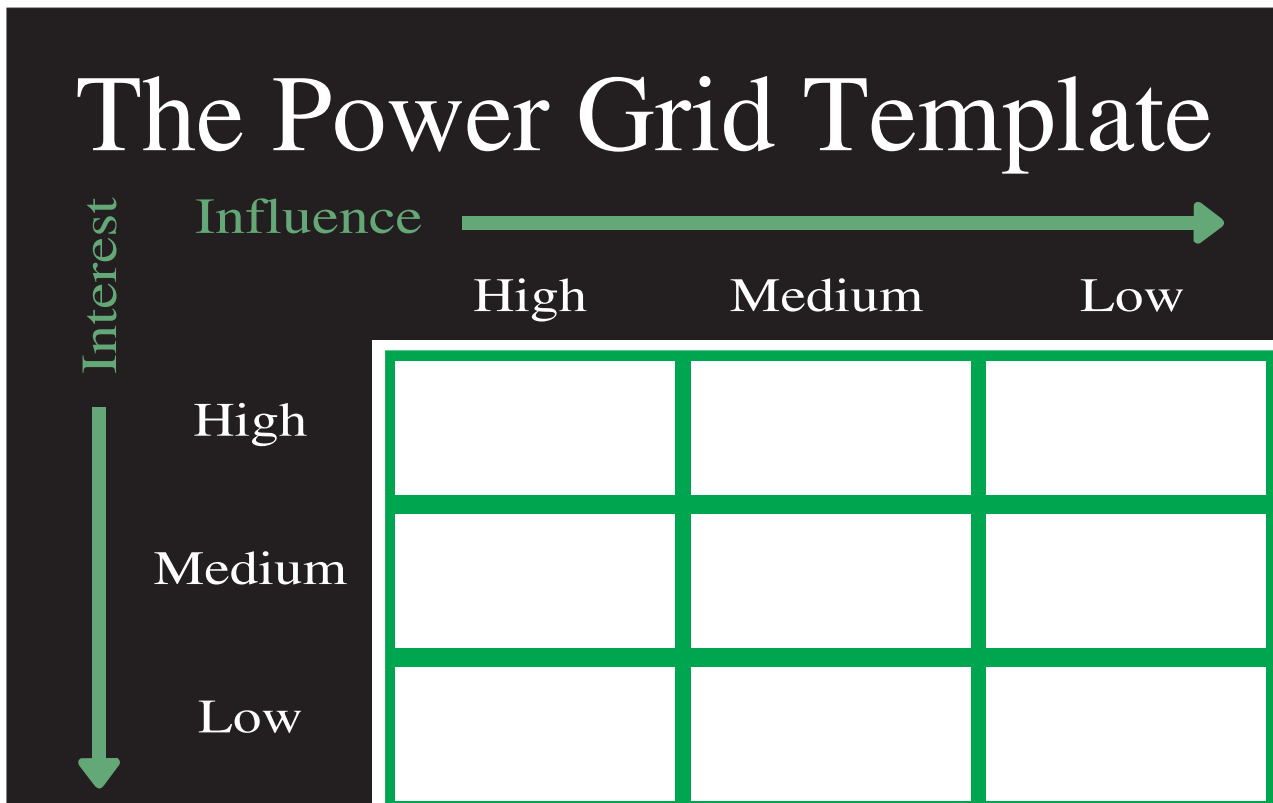 The Power Grid Template
Interest
Influence
High Medium Low
High
Medium
Low